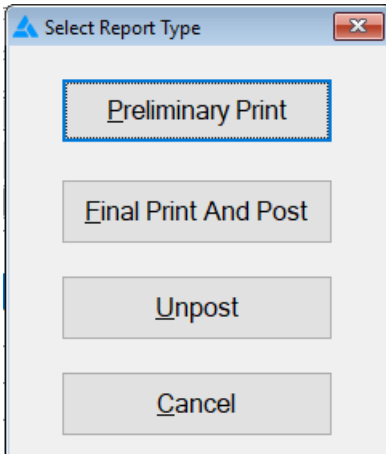 Select Report Type
Preliminary Print
Final Print And Post
Unpost
Cancel